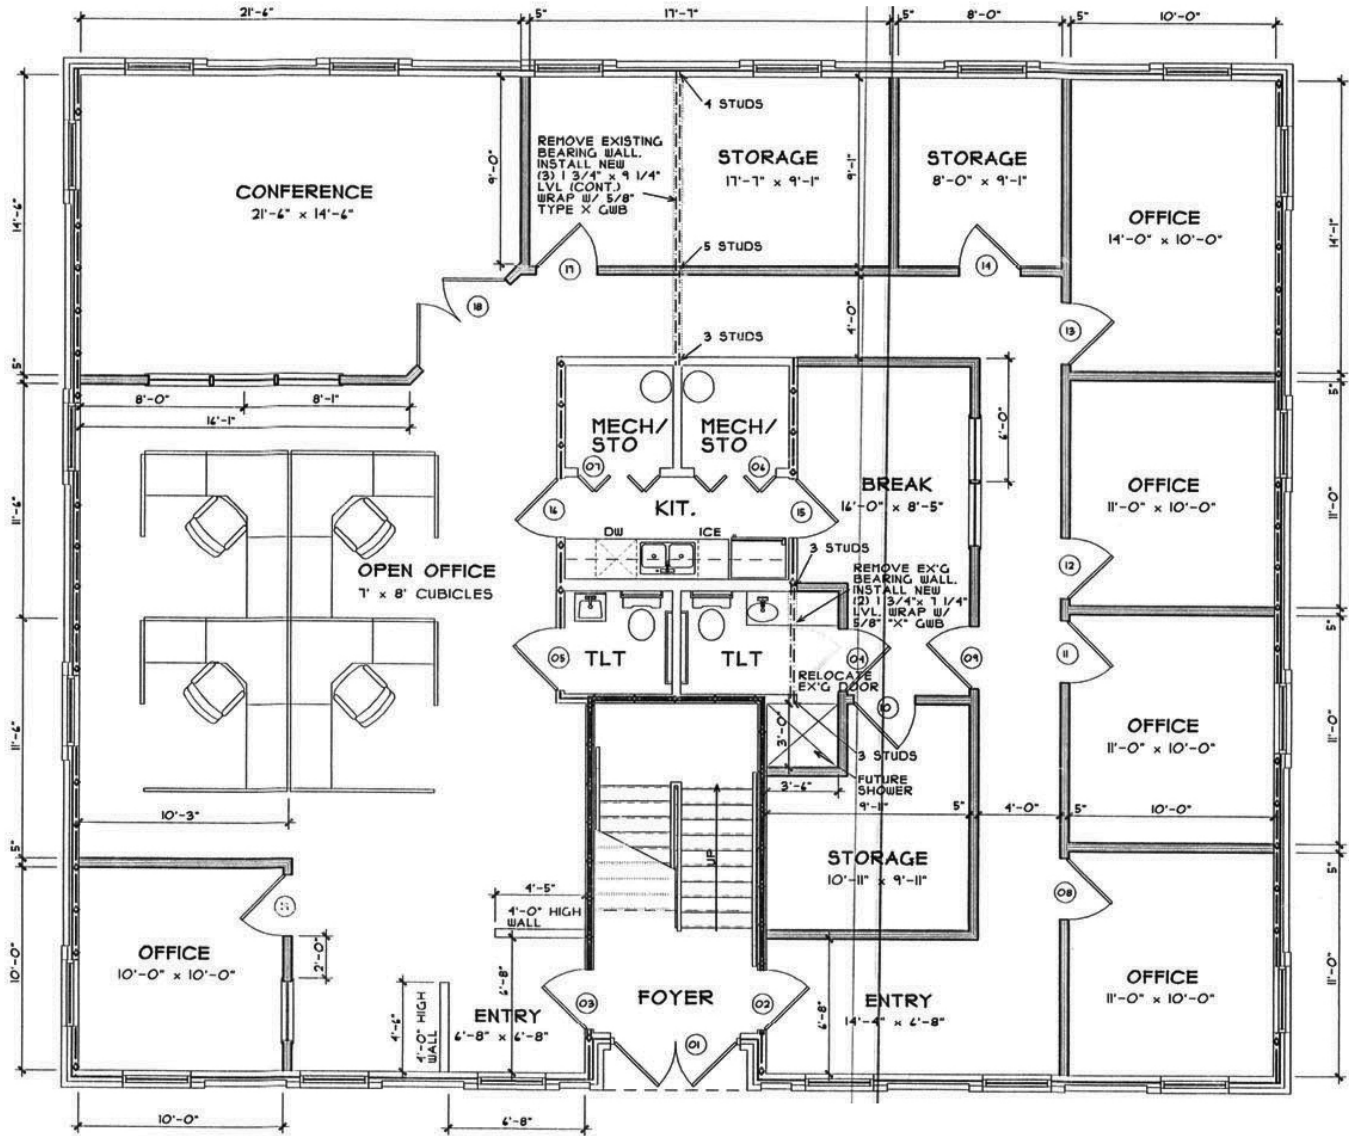 21'-6"
5"
17'-7"
5"
8'-0"
5"
10'-0"
4 STUDS
REMOVE EXISTING
BEARING WALL.
INSTALL NEW
(3) 1 3/4" x 9 1/4"
LVL (CONT.)
WRAP W/ 5/8"
TYPE X GWB
9'-0"
STORAGE
17'-7" x 9'-1"
9'-1"
STORAGE
8'-0" x 9'-1"
CONFERENCE
21'-6" x 14'-6"
14'-6"
OFFICE
14'-0" x 10'-0"
14'-1"
5 STUDS
17
14
18
4'-0"
13
3 STUDS
5"
5"
8'-0"
8'-1"
16'-1"
6'-0"
MECH/
STO
MECH/
STO
07
06
BREAK
16'-0" x 8'-5"
OFFICE
11'-0" x 10'-0"
11'-0"
11'-6"
16
KIT.
15
DW
ICE
3 STUDS
12
OPEN OFFICE
7' x 8' CUBICLES
REMOVE EX'G
BEARING WALL.
INSTALL NEW
(2) 1 3/4" x 7 1/4"
LVL. WRAP W/
5/8" "X" GWB
5"
05
TLT
TLT
04
09
11
RELOCATE
EX'G DOOR
10
11'-6"
3'-0"
OFFICE
11'-0" x 10'-0"
11'-0"
3 STUDS
FUTURE
SHOWER
3'-6"
9'-11"
5"
4'-0"
5"
10'-0"
10'-3"
UP
5"
STORAGE
10'-11" x 9'-11"
5"
08
4'-5"
4'-0" HIGH
WALL
OFFICE
10'-0" x 10'-0"
10'-0"
2'-0"
4'-6"
4'-0" HIGH
WALL
6'-8"
ENTRY
6'-8" x 6'-8"
03
FOYER
02
01
6'-8"
ENTRY
14'-4" x 6'-8"
OFFICE
11'-0" x 10'-0"
11'-0"
10'-0"
6'-8"